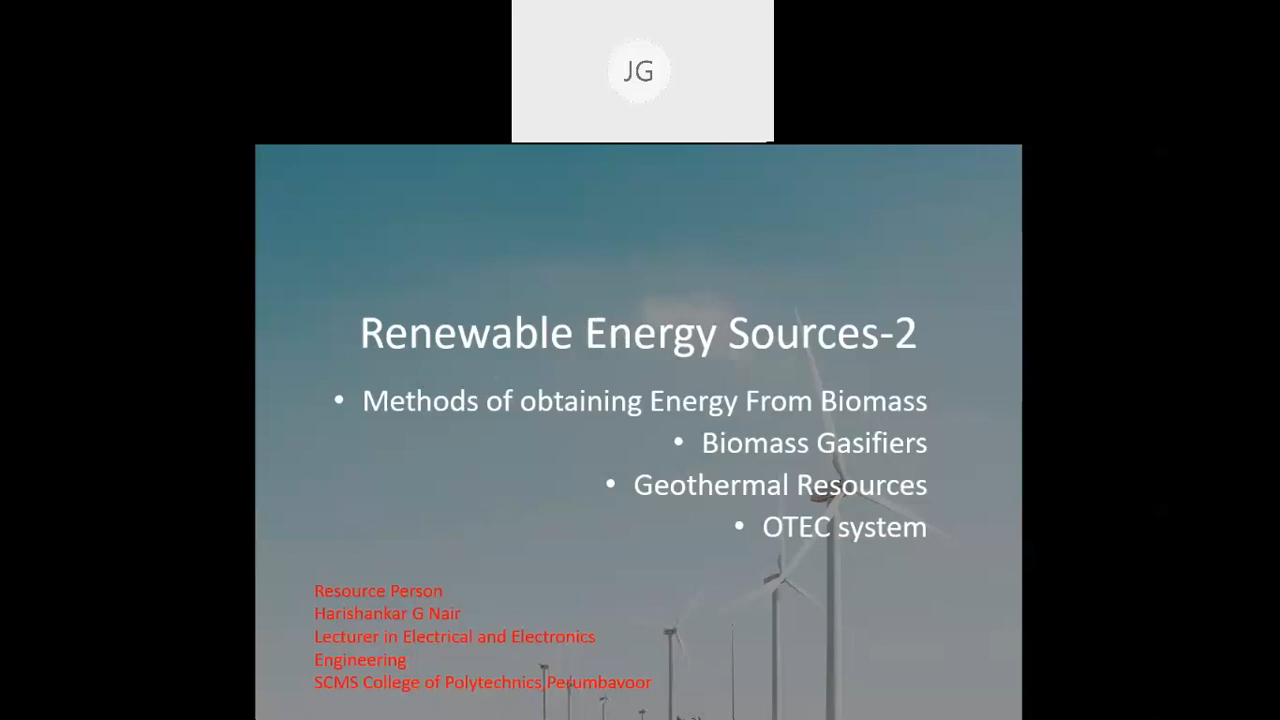 JG
Renewable Energy Sources-2
• Methods of obtaining Energy From Biomass
• Biomass Gasifiers
• Geothermal Resources
• OTEC system
Resource Person
Harishankar G Nair
Lecturer in Electrical and Electronics
Engineering
SCMS College of Polytechnics,Perumbavoor